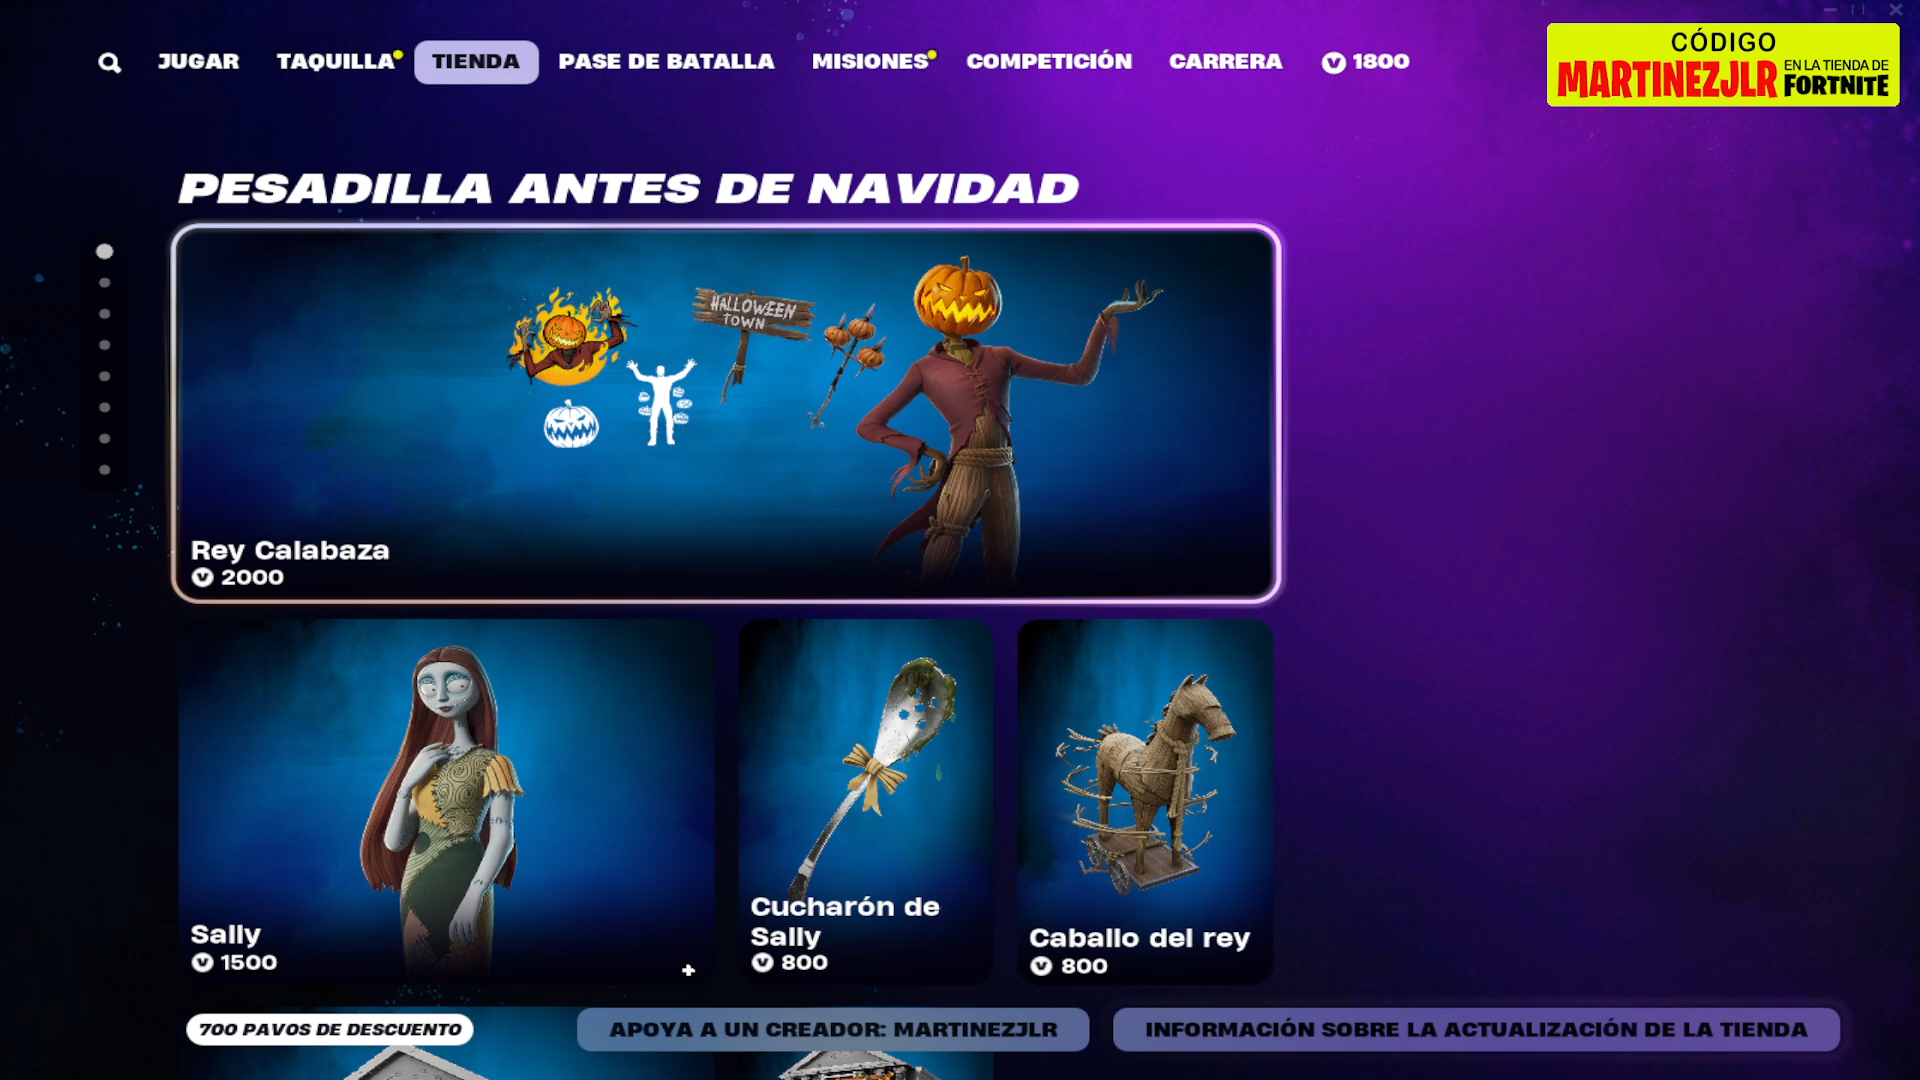 JUGAR
TAQUILLA
TIENDA
PASE DE BATALLA
MISIONES
COMPETICIÓN
CARRERA
1800
CÓDIGO
MARTINEZJLR EN LA TIENDA DE FORTNITE
PESADILLA ANTES DE NAVIDAD
HALLOWEEN
TOWN
Rey Calabaza
2000
Sally
1500
Cucharón de
Sally
800
Caballo del rey
800
700 PAVOS DE DESCUENTO
APOYA A UN CREADOR: MARTINEZJLR
INFORMACIÓN SOBRE LA ACTUALIZACIÓN DE LA TIENDA